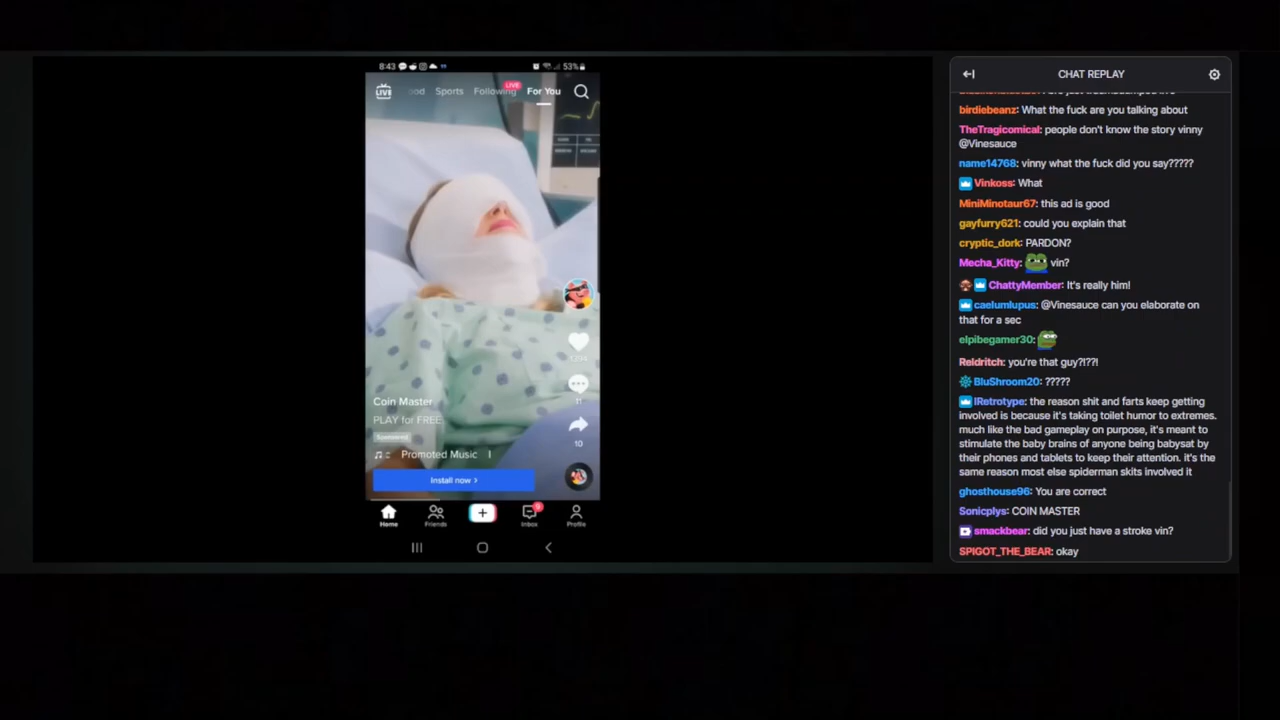 8:43
53%
LIVE
ood Sports Following LIVE For You
Coin Master
PLAY for FREE
Sponsored
Promoted Music
10
Install now >
Home Friends Inbox Profile
CHAT REPLAY
birdiebeanz: What the fuck are you talking about
TheTragicomical: people don't know the story vinny
@Vinesauce
name14768: vinny what the fuck did you say?????
Vinkoss: What
MiniMinotaur67: this ad is good
gayfurry621: could you explain that
cryptic_dork: PARDON?
Mecha_Kitty: vin?
ChattyMember: It's really him!
caelumlupus: @Vinesauce can you elaborate on
that for a sec
elpibegamer30:
Reldritch: you're that guy?!??!
BluShroom20: ?????
IRetrotype: the reason shit and farts keep getting
involved is because it's taking toilet humor to extremes.
much like the bad gameplay on purpose, it's meant to
stimulate the baby brains of anyone being babysat by
their phones and tablets to keep their attention. it's the
same reason most else spiderman skits involved it
ghosthouse96: You are correct
Sonicplys: COIN MASTER
smackbear: did you just have a stroke vin?
SPIGOT_THE_BEAR: okay